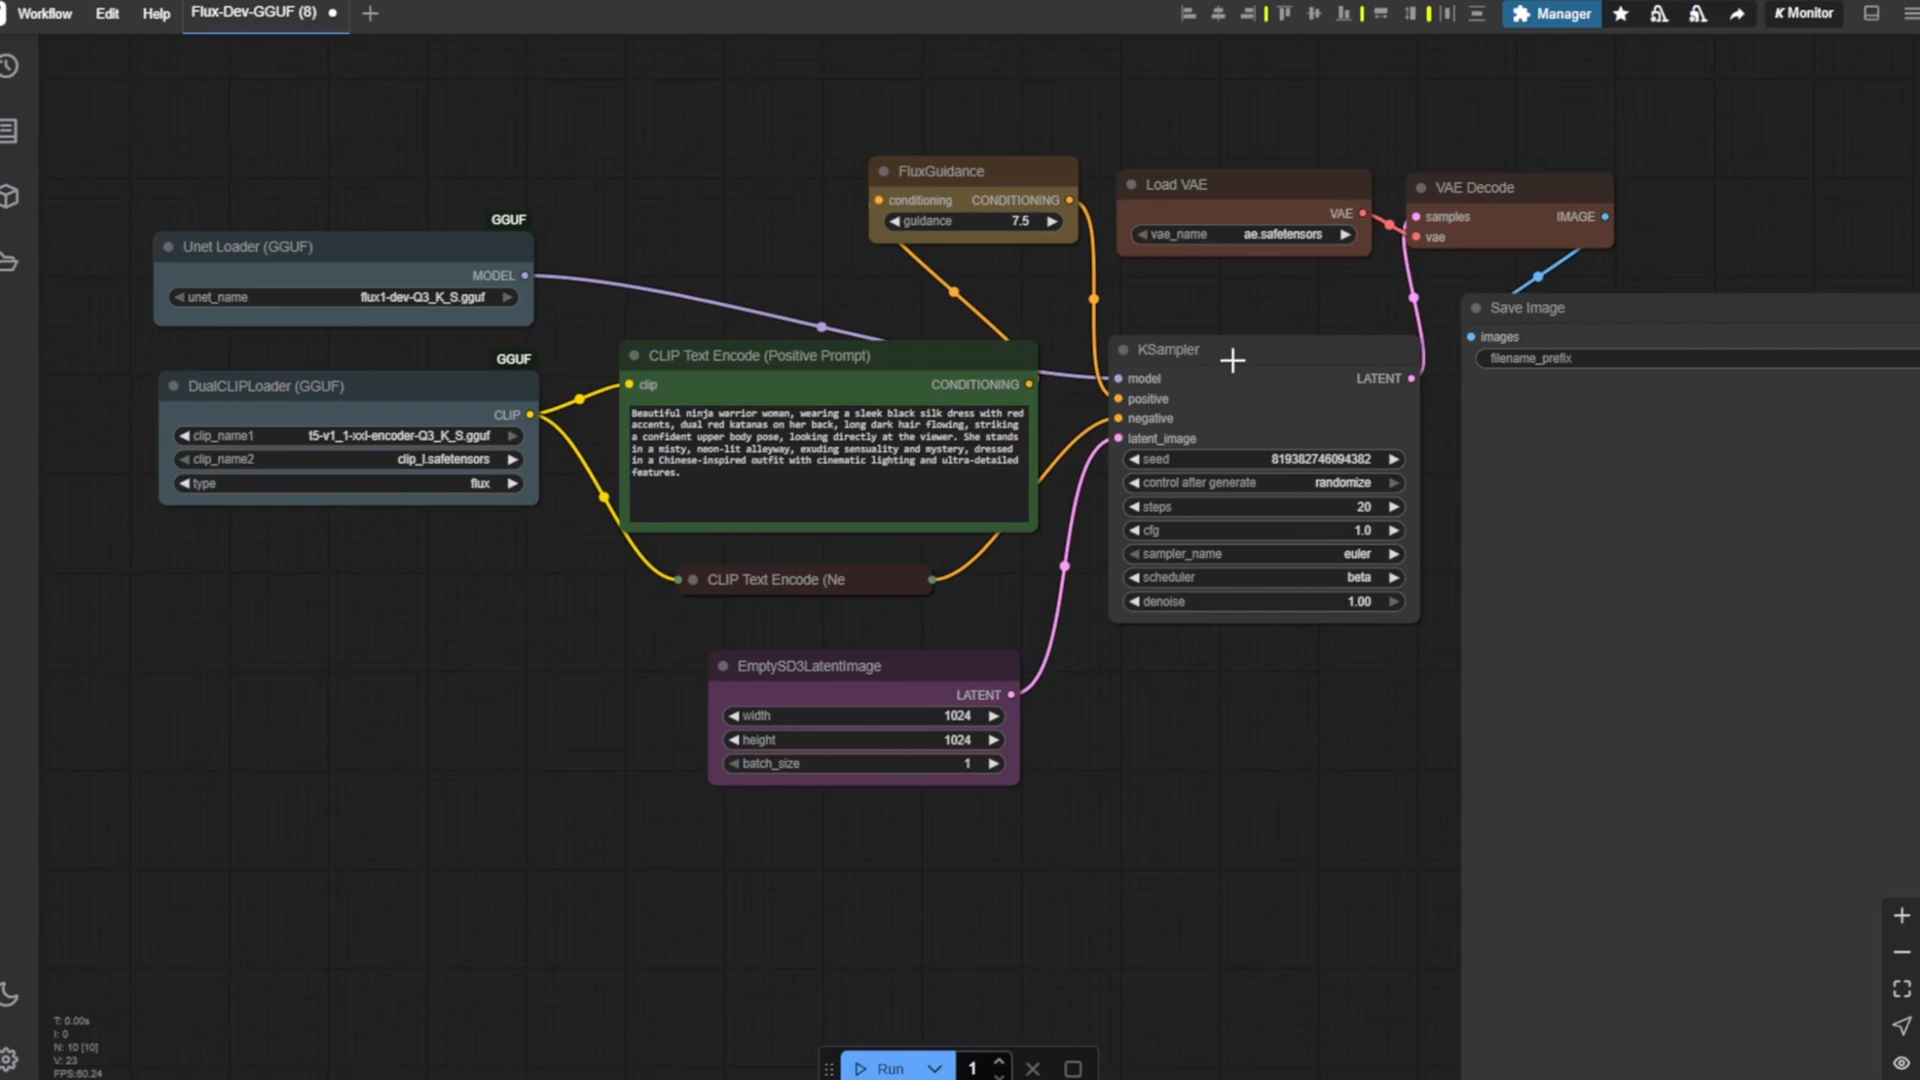 Workflow Edit Help Flux-Dev-GGUF (8) Manager K Monitor
FluxGuidance
conditioning CONDITIONING
guidance 7.5
Load VAE
VAE
vae_name ae.safetensors
VAE Decode
samples IMAGE
vae
GGUF
Unet Loader (GGUF)
MODEL
unet_name flux1-dev-Q3_K_S.gguf
GGUF
DualCLIPLoader (GGUF)
CLIP
clip_name1 t5-v1_1-xxl-encoder-Q3_K_S.gguf
clip_name2 clip_l.safetensors
type flux
CLIP Text Encode (Positive Prompt)
clip CONDITIONING
Beautiful ninja warrior woman, wearing a sleek black silk dress with red
accents, dual red katanas on her back, long dark hair flowing, striking
a confident upper body pose, looking directly at the viewer. She stands
in a misty, neon-lit alleyway, exuding sensuality and mystery, dressed
in a Chinese-inspired outfit with cinematic lighting and ultra-detailed
features.
CLIP Text Encode (Ne
EmptySD3LatentImage
LATENT
width 1024
height 1024
batch_size 1
KSampler
model LATENT
positive
negative
latent_image
seed 819382746094382
control after generate randomize
steps 20
cfg 1.0
sampler_name euler
scheduler beta
denoise 1.00
Save Image
images
filename_prefix
T: 0.00s
I: 0
N: 10 [10]
V: 23
FPS:60.24
Run 1